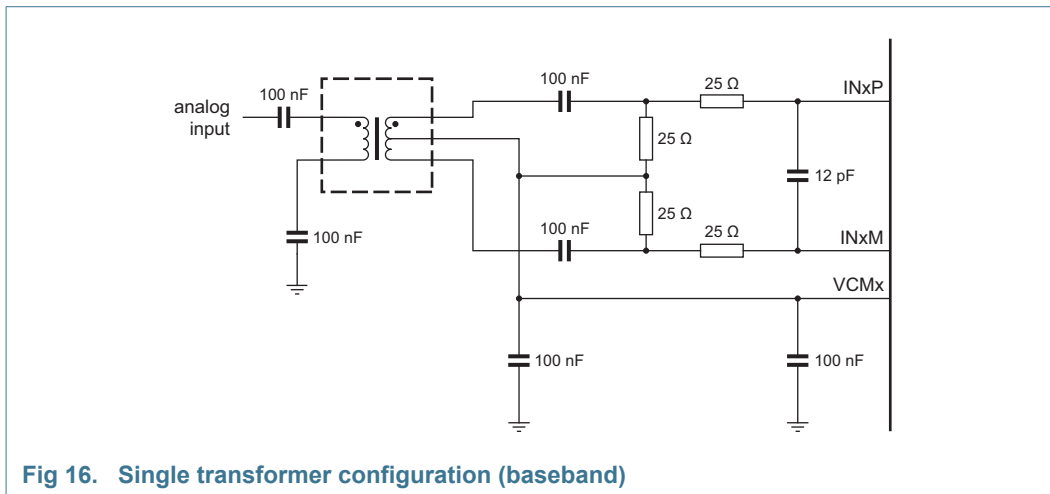 100 nF
INxP
25 Ω
100 nF
analog
input
25 Ω
12 pF
25 Ω
100 nF
100 nF
25 Ω
INxM
VCMx
100 nF
100 nF
Fig 16. Single transformer configuration (baseband)